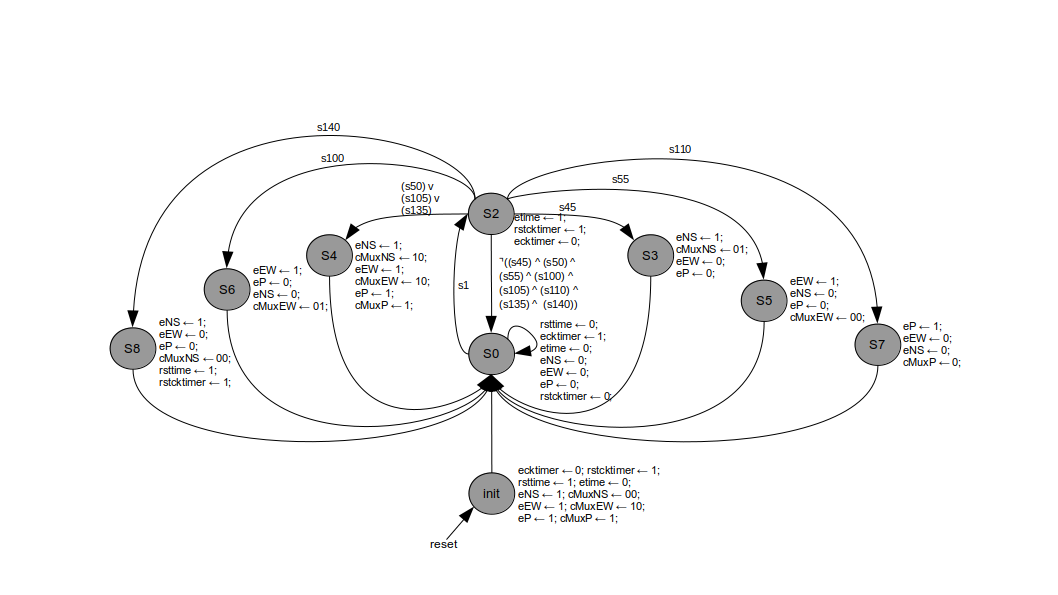 s140
s110
s100
s55
(s50) v
(s105) v
(s135)
s45
S2
etime ← 1;
rstcktimer ← 1;
ecktimer ← 0;
S4
eNS ← 1;
cMuxNS ← 10;
eEW ← 1;
cMuxEW ← 10;
eP ← 1;
cMuxP ← 1;
S3
eNS ← 1;
cMuxNS ← 01;
eEW ← 0;
eP ← 0;
S6
eEW ← 1;
eP ← 0;
eNS ← 0;
cMuxEW ← 01;
s1
⌝((s45) ^ (s50) ^
(s55) ^ (s100) ^
(s105) ^ (s110) ^
(s135) ^ (s140))
S5
eEW ← 1;
eNS ← 0;
eP ← 0;
cMuxEW ← 00;
S8
eNS ← 1;
eEW ← 0;
eP ← 0;
cMuxNS ← 00;
rsttime ← 1;
rstcktimer ← 1;
S0
rsttime ← 0;
ecktimer ← 1;
etime ← 0;
eNS ← 0;
eEW ← 0;
eP ← 0;
rstcktimer ← 0;
S7
eP ← 1;
eEW ← 0;
eNS ← 0;
cMuxP ← 0;
init
ecktimer ← 0; rstcktimer ← 1;
rsttime ← 1; etime ← 0;
eNS ← 1; cMuxNS ← 00;
eEW ← 1; cMuxEW ← 10;
eP ← 1; cMuxP ← 1;
reset